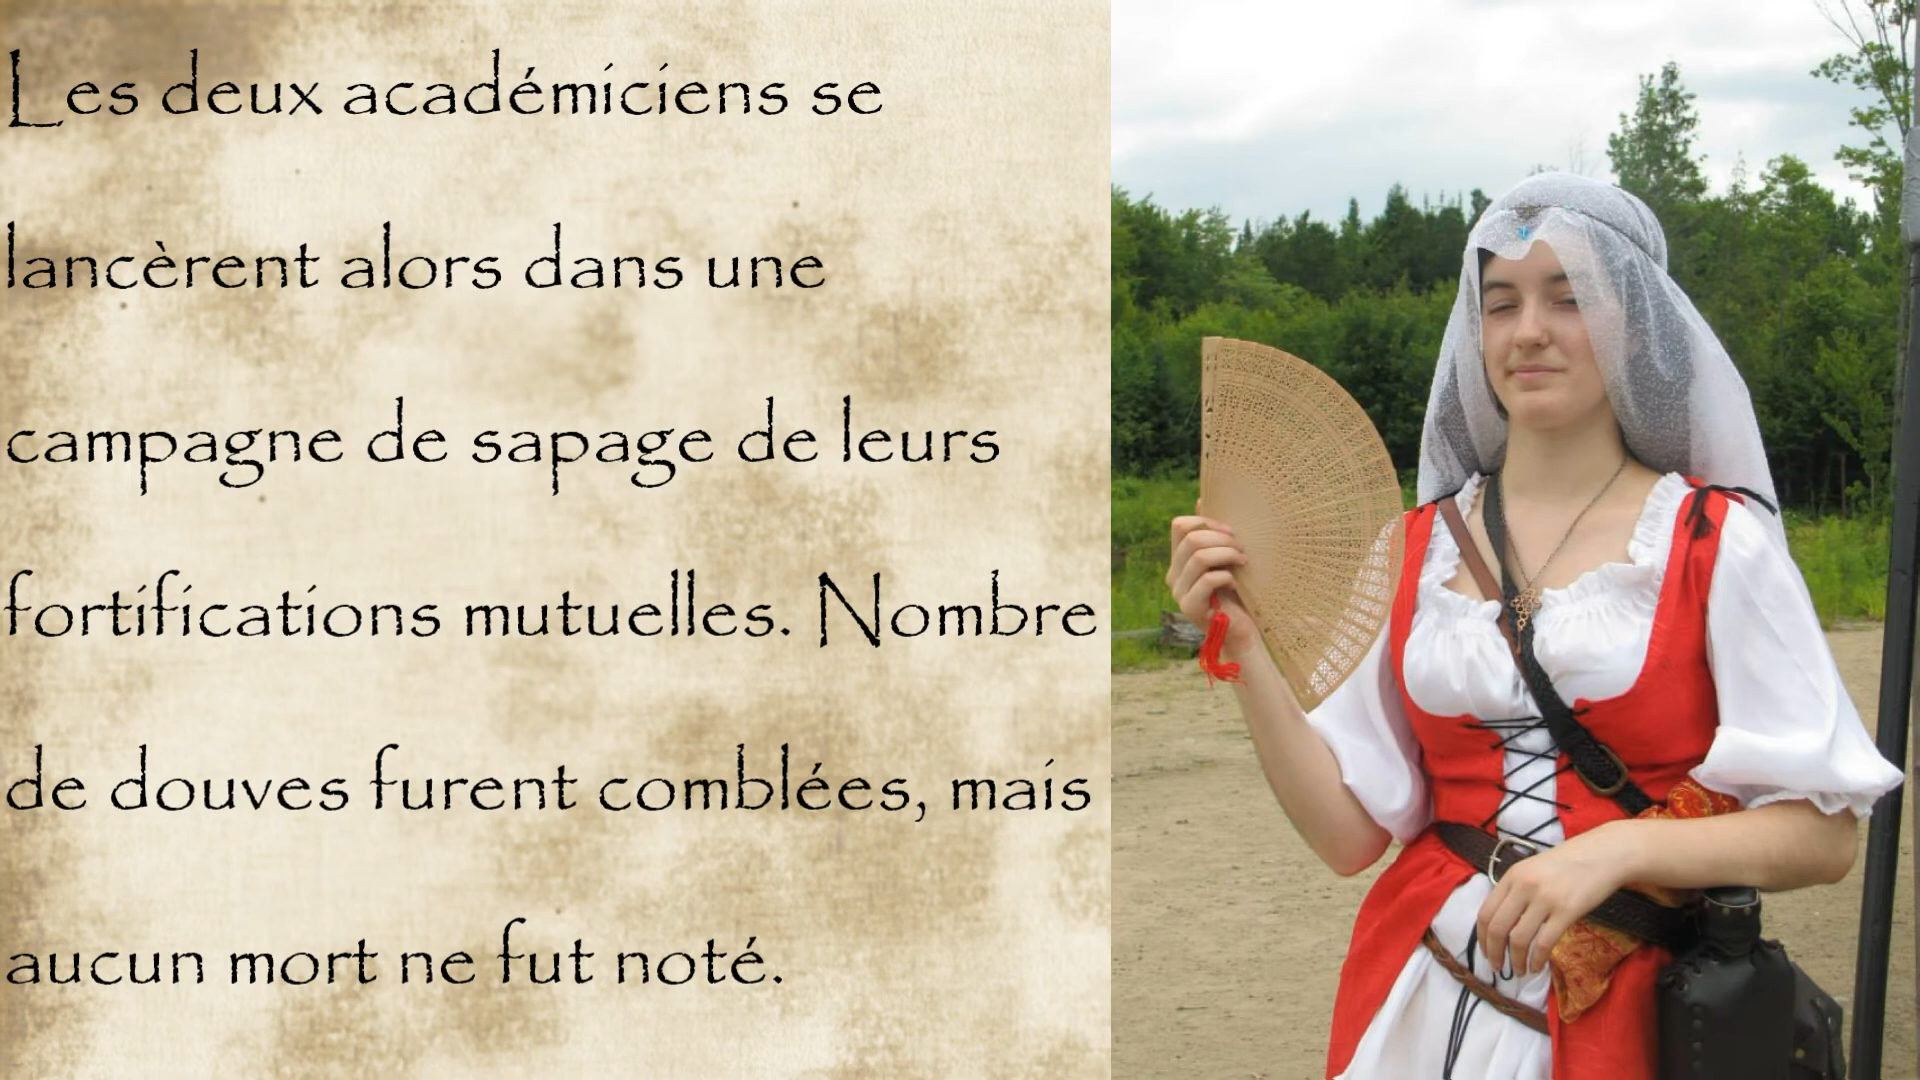 Les deux académiciens se
lancèrent alors dans une
campagne de sapage de leurs
fortifications mutuelles. Nombre
de douves furent comblées, mais
aucun mort ne fut noté.